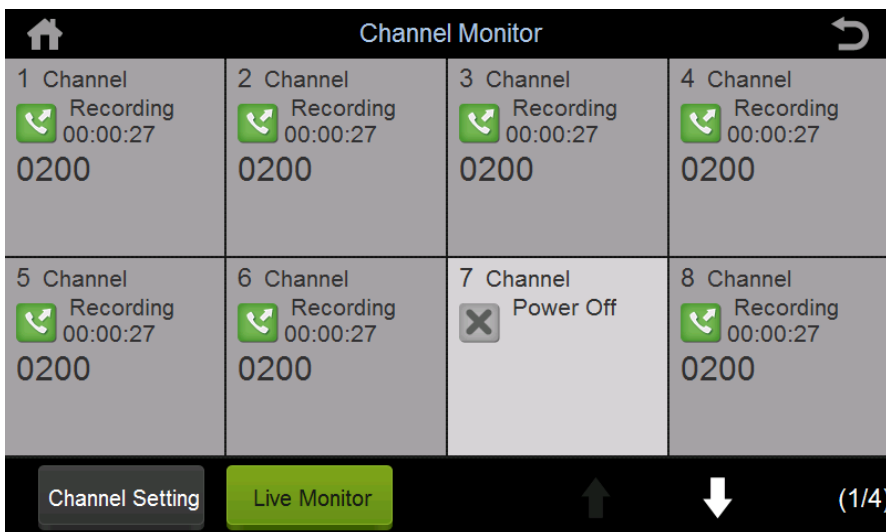 Channel Monitor
1 Channel
Recording
00:00:27
0200
2 Channel
Recording
00:00:27
0200
3 Channel
Recording
00:00:27
0200
4 Channel
Recording
00:00:27
0200
5 Channel
Recording
00:00:27
0200
6 Channel
Recording
00:00:27
0200
7 Channel
Power Off
8 Channel
Recording
00:00:27
0200
Channel Setting
Live Monitor
(1/4)